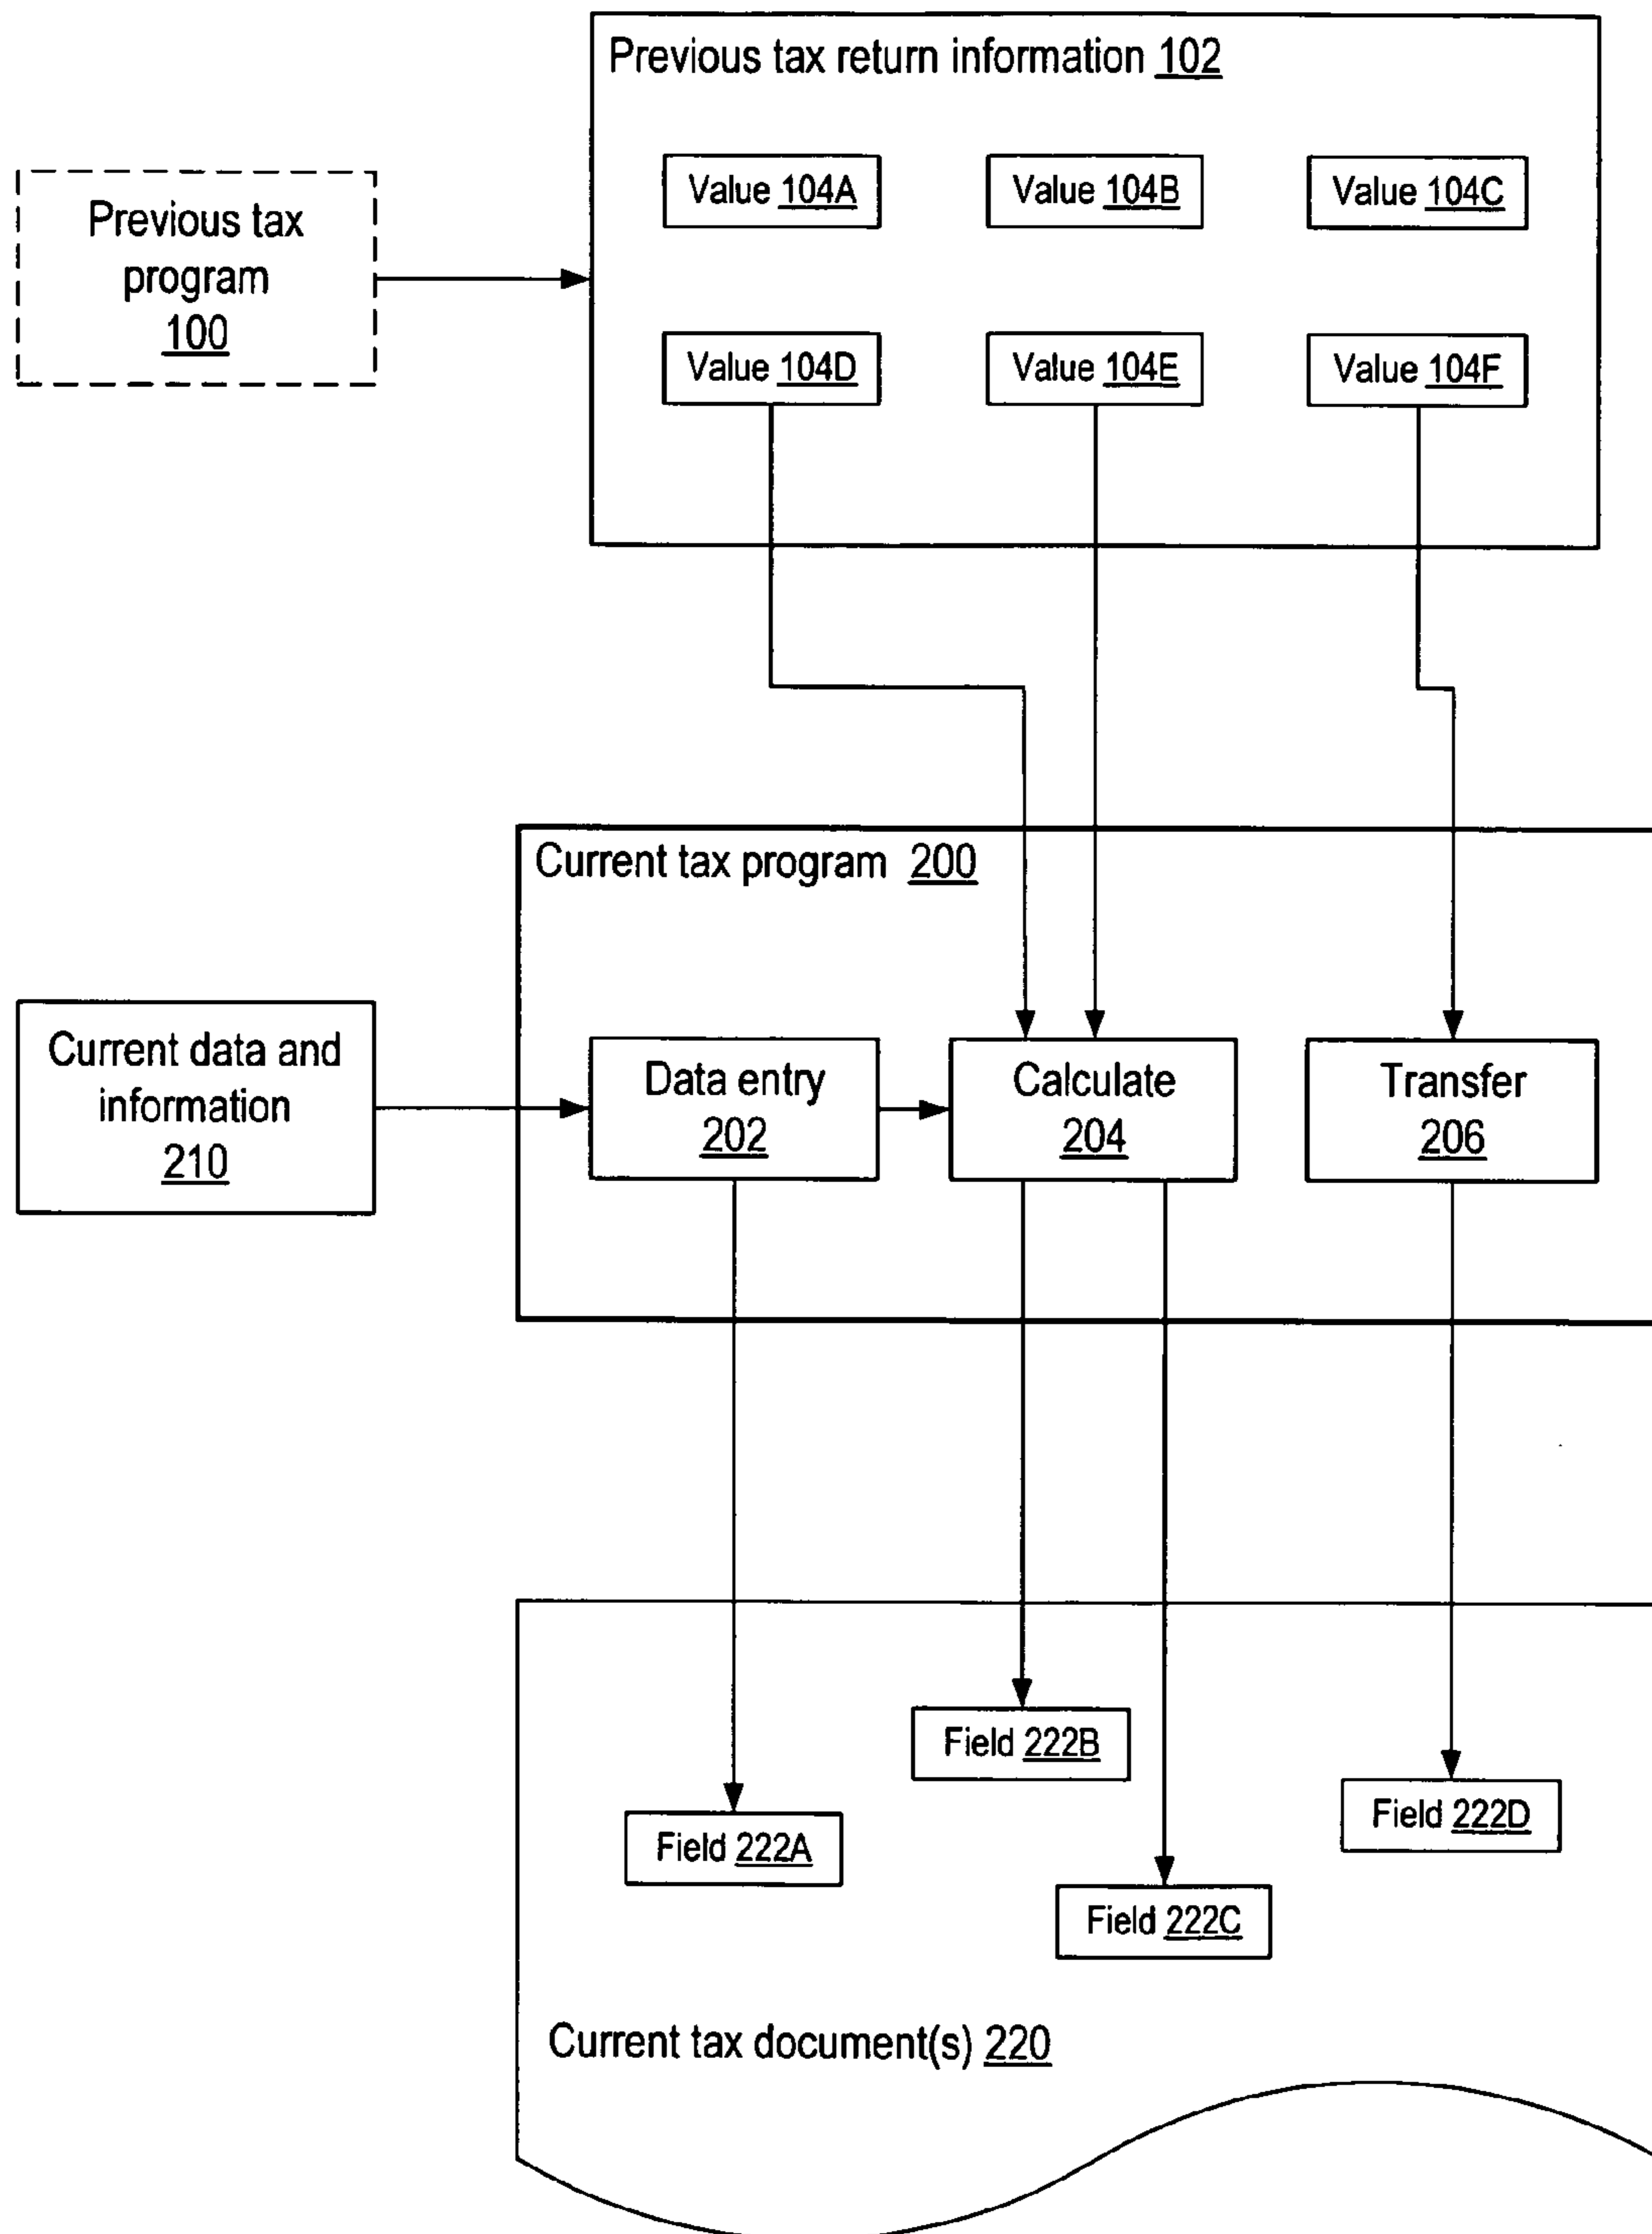 Previous tax return information 102
Value 104A
Value 104B
Value 104C
Previous tax
program
100
Value 104D
Value 104E
Value 104F
Current tax program 200
Current data and
information
210
Data entry
202
Calculate
204
Transfer
206
Field 222B
Field 222D
Field 222A
Field 222C
Current tax document(s) 220